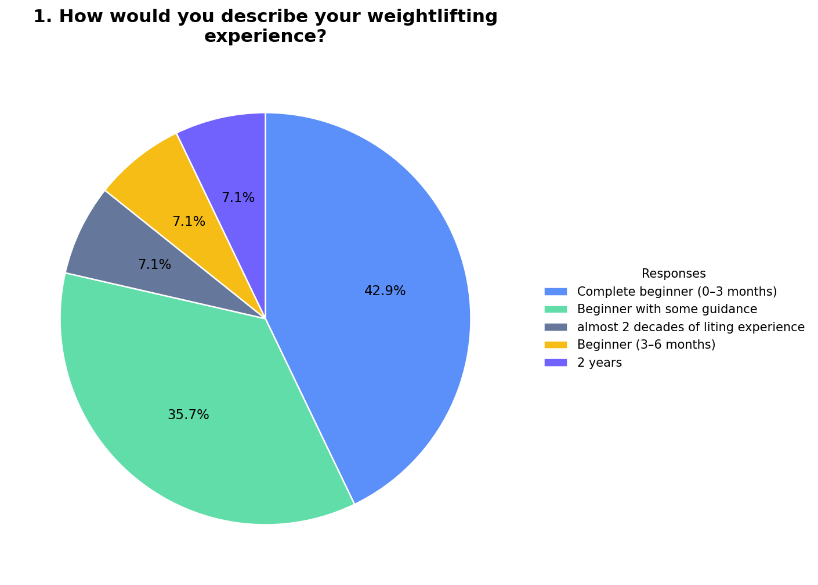 1. How would you describe your weightlifting
experience?
7.1%
7.1%
7.1%
42.9%
35.7%
Responses
Complete beginner (0–3 months)
Beginner with some guidance
almost 2 decades of liting experience
Beginner (3–6 months)
2 years